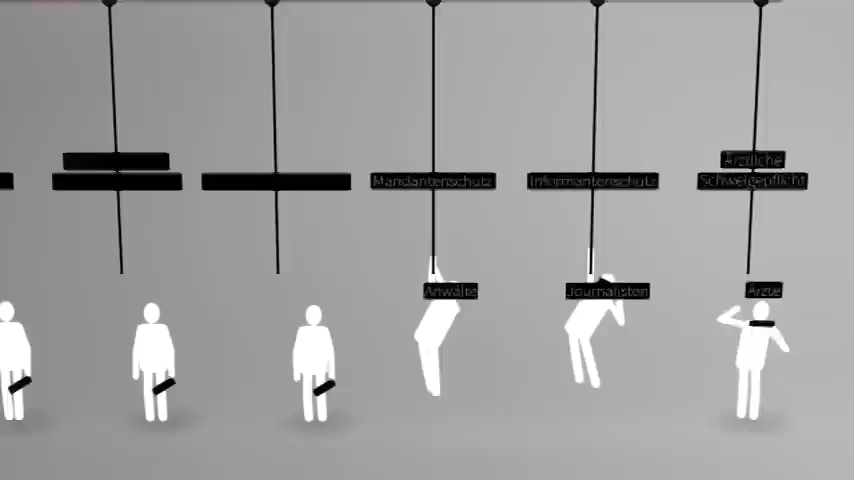 Ärztliche
Mandantenschutz
Informantenschutz
Schweigepflicht
Anwälte
Journalisten
Ärzte